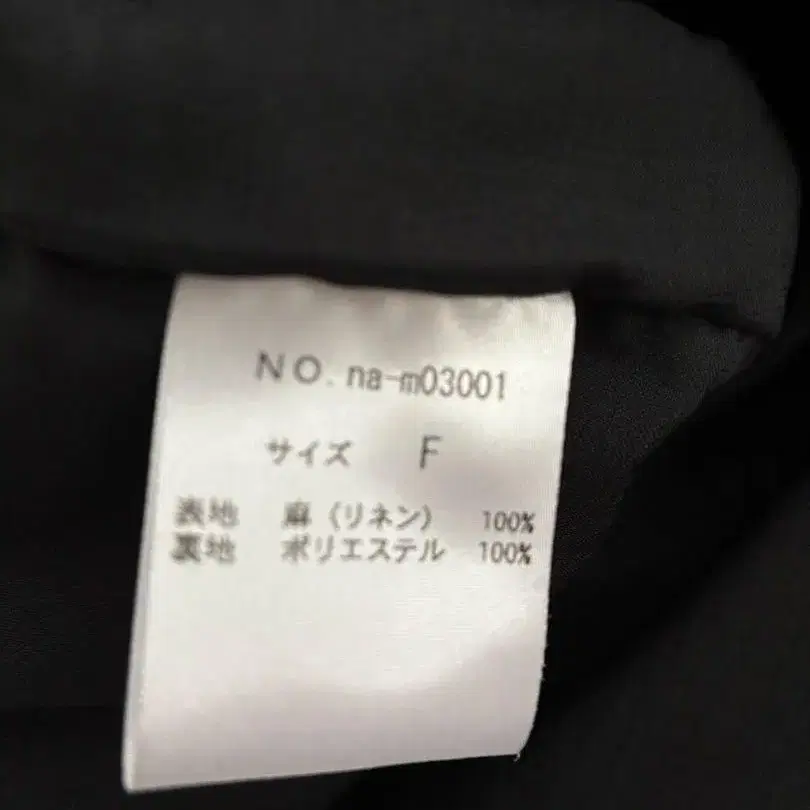 NO. na-m03001
サイズ F
表地 麻（リネン） 100%
裏地 ポリエステル 100%